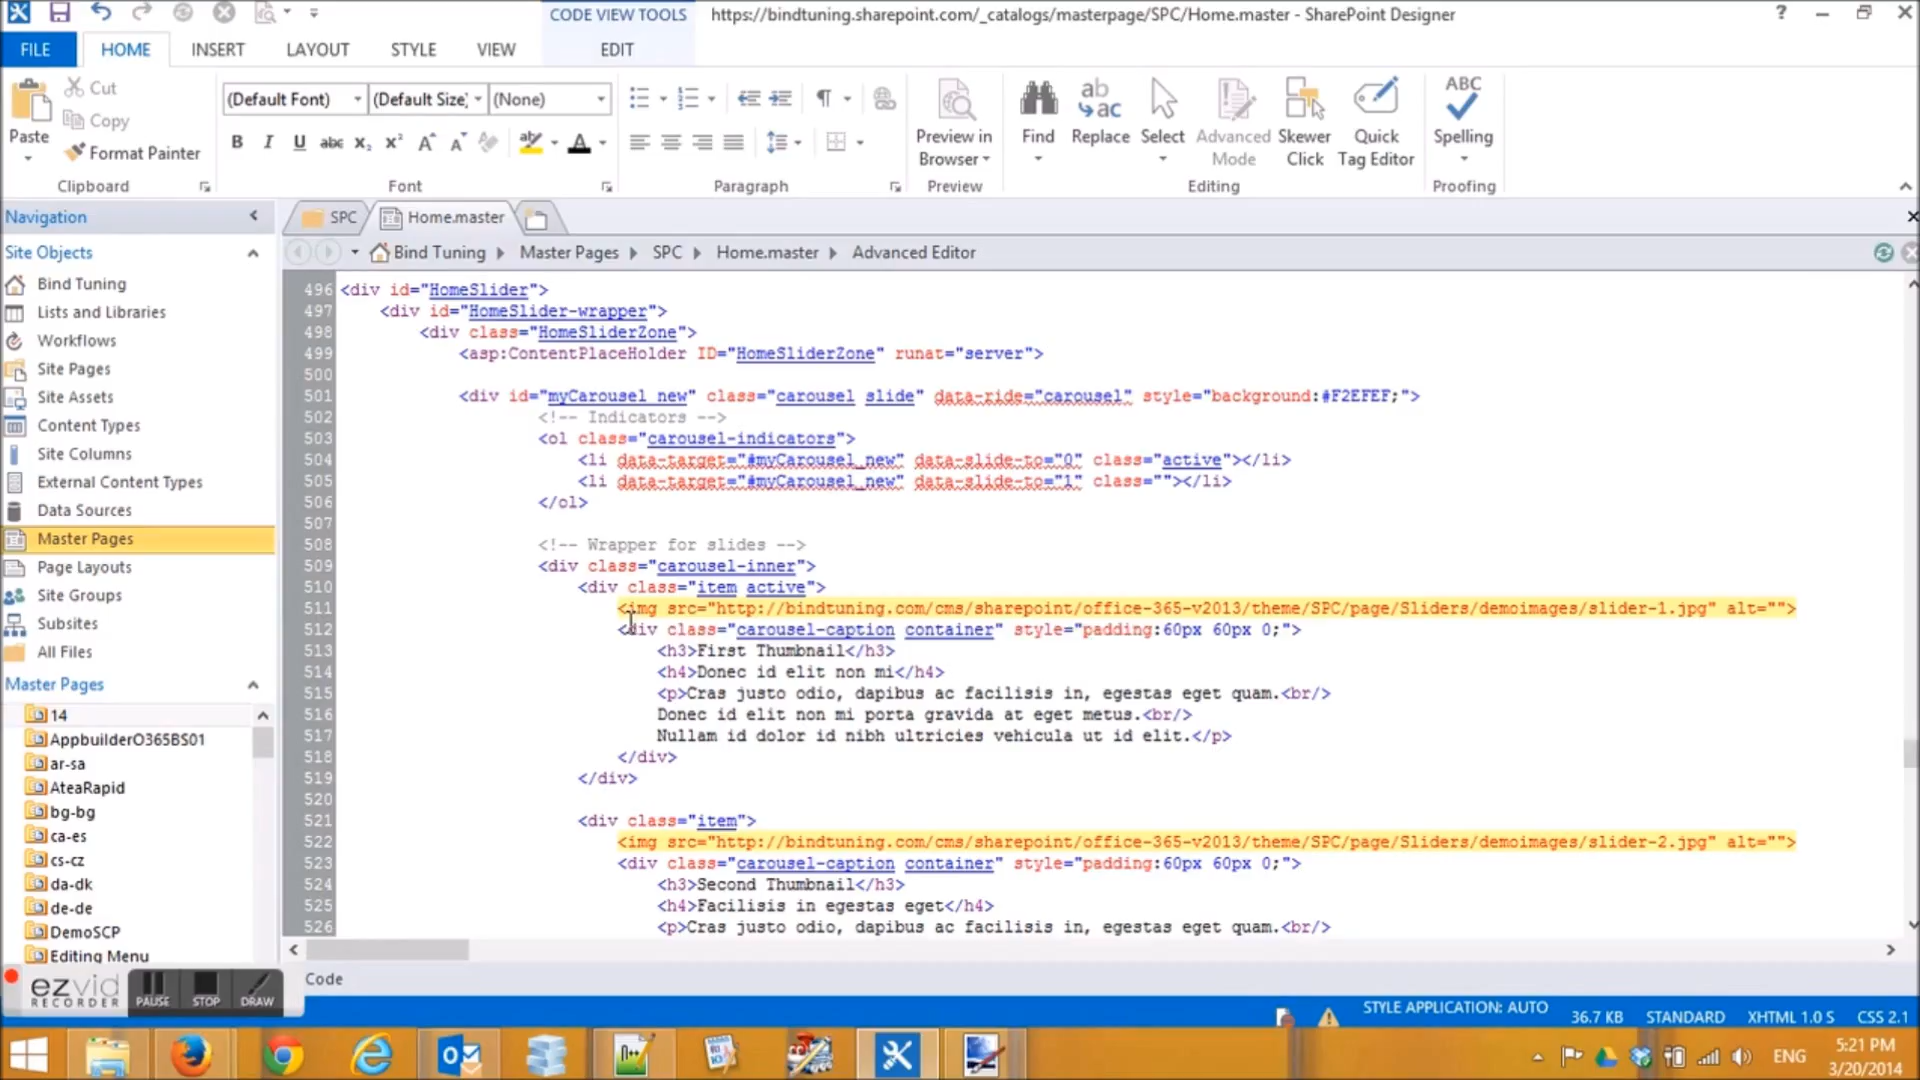 CODE VIEW TOOLS
https://bindtuning.sharepoint.com/_catalogs/masterpage/SPC/Home.master - SharePoint Designer
?
FILE HOME INSERT LAYOUT STYLE VIEW EDIT
Paste
Cut
Copy
Format Painter
Clipboard
(Default Font) (Default Size) (None)
B I U abc X₂ X² A A ab A
Font
Paragraph
Preview in
Browser
Preview
Find
ab
ac
Replace
Select
Advanced
Mode
Skewer
Click
Quick
Tag Editor
Editing
ABC
Spelling
Proofing
Navigation
Site Objects
Bind Tuning
Lists and Libraries
Workflows
Site Pages
Site Assets
Content Types
Site Columns
External Content Types
Data Sources
Master Pages
Page Layouts
Site Groups
Subsites
All Files
Master Pages
14
AppbuilderO365BS01
ar-sa
AteaRapid
bg-bg
ca-es
cs-cz
da-dk
de-de
DemoSCP
Editing Menu
SPC Home.master
Bind Tuning Master Pages SPC Home.master Advanced Editor
496 <div id="HomeSlider">
497 <div id="HomeSlider-wrapper">
498 <div class="HomeSliderZone">
499 <asp:ContentPlaceHolder ID="HomeSliderZone" runat="server">
500
501 <div id="myCarousel_new" class="carousel slide" data-ride="carousel" style="background:#F2EFEF;">
502 <!-- Indicators -->
503 <ol class="carousel-indicators">
504 <li data-target="#myCarousel_new" data-slide-to="0" class="active"></li>
505 <li data-target="#myCarousel_new" data-slide-to="1" class=""></li>
506 </ol>
507
508 <!-- Wrapper for slides -->
509 <div class="carousel-inner">
510 <div class="item active">
511 <img src="http://bindtuning.com/cms/sharepoint/office-365-v2013/theme/SPC/page/Sliders/demoimages/slider-1.jpg" alt="">
512 <div class="carousel-caption container" style="padding:60px 60px 0;">
513 <h3>First Thumbnail</h3>
514 <h4>Donec id elit non mi</h4>
515 <p>Cras justo odio, dapibus ac facilisis in, egestas eget quam.<br/>
516 Donec id elit non mi porta gravida at eget metus.<br/>
517 Nullam id dolor id nibh ultricies vehicula ut id elit.</p>
518 </div>
519 </div>
520
521 <div class="item">
522 <img src="http://bindtuning.com/cms/sharepoint/office-365-v2013/theme/SPC/page/Sliders/demoimages/slider-2.jpg" alt="">
523 <div class="carousel-caption container" style="padding:60px 60px 0;">
524 <h3>Second Thumbnail</h3>
525 <h4>Facilisis in egestas eget</h4>
526 <p>Cras justo odio, dapibus ac facilisis in, egestas eget quam.<br/>
Code
ezvid
RECORDER
PAUSE STOP DRAW
STYLE APPLICATION: AUTO 36.7 KB STANDARD XHTML 1.0 S CSS 2.1
ENG
5:21 PM
3/20/2014